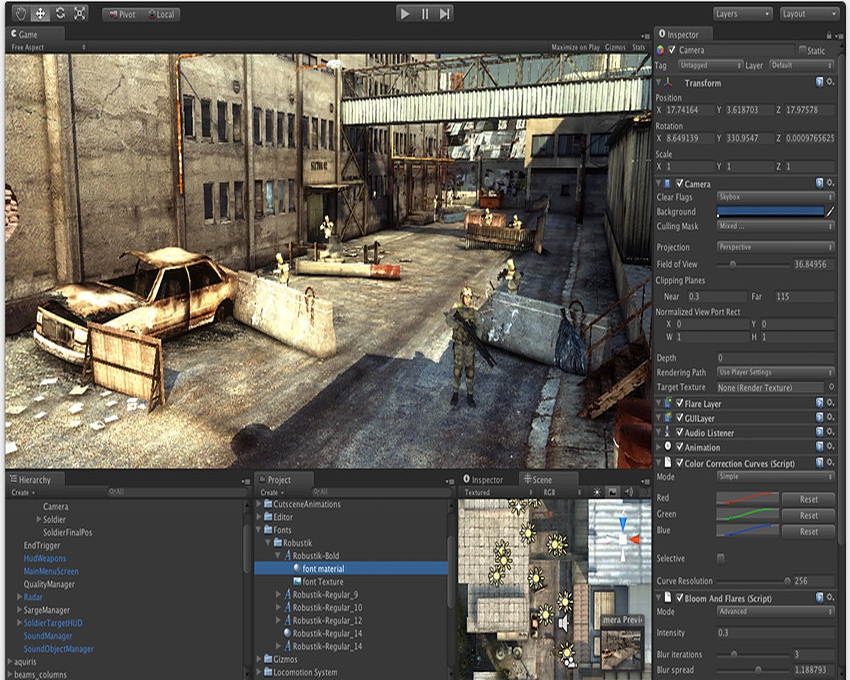 Pivot Local
Layers Layout
Game
Free Aspect Maximize on Play Gizmos Stats
Inspector
Camera Static
Tag Untagged Layer Default
Transform
Position
X 17.74164 Y 3.618703 Z 17.97578
Rotation
X 8.649139 Y 330.9547 Z 0.0009765625
Scale
X 1 Y 1 Z 1
Camera
Clear Flags Skybox
Background
Culling Mask Mixed ...
Projection Perspective
Field of View 36.84956
Clipping Planes
Near 0.3 Far 115
Normalized View Port Rect
X 0 Y 0
W 1 H 1
Depth 0
Rendering Path Use Player Settings
Target Texture None (Render Texture)
Flare Layer
GUILayer
Audio Listener
Animation
Color Correction Curves (Script)
Mode Simple
Red Reset
Green Reset
Blue Reset
Selective
Curve Resolution 256
Bloom And Flares (Script)
Mode Advanced
Intensity 0.3
Blur iterations 3
Blur spread 1.188793
Hierarchy
Create All
Camera
Soldier
SoldierFinalPos
EndTrigger
HudWeapons
MainMenuScreen
QualityManager
Radar
SargeManager
SoldierTargetHUD
SoundManager
SoundObjectManager
aquiris
beams_columns
Project
Create All
CutsceneAnimations
Editor
Fonts
Robustik
Robustik-Bold
font material
font Texture
Robustik-Regular_9
Robustik-Regular_10
Robustik-Regular_12
Robustik-Regular_14
Robustik-Regular_14
Gizmos
Locomotion System
Inspector Scene
Textured RGB
mera Previ